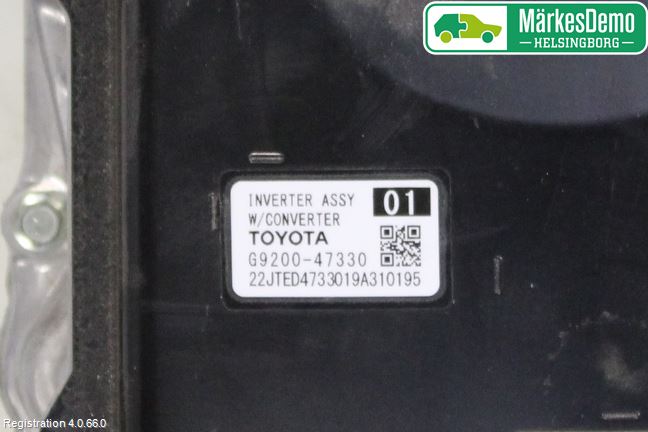 MärkesDemo
HELSINGBORG
INVERTER ASSY 01
W/CONVERTER
TOYOTA
G9200-47330
22JTED4733019A310195
Registration 4.0.66.0